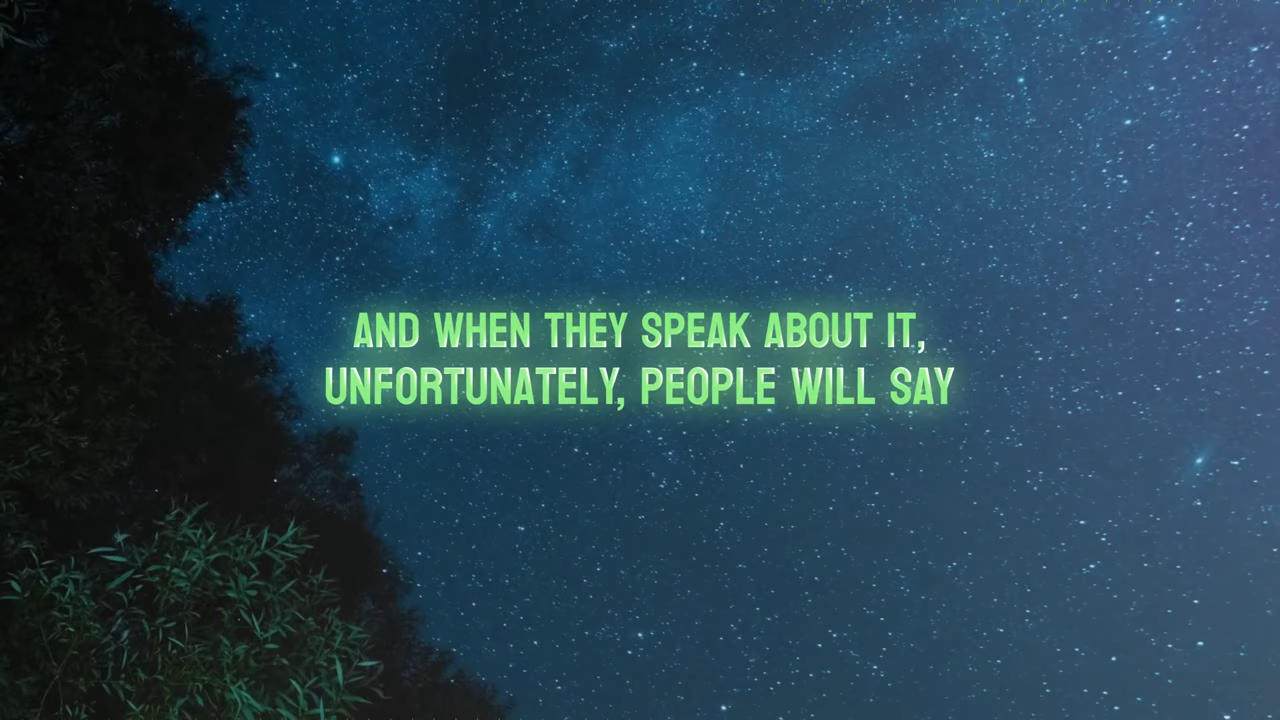 AND WHEN THEY SPEAK ABOUT IT,
UNFORTUNATELY, PEOPLE WILL SAY